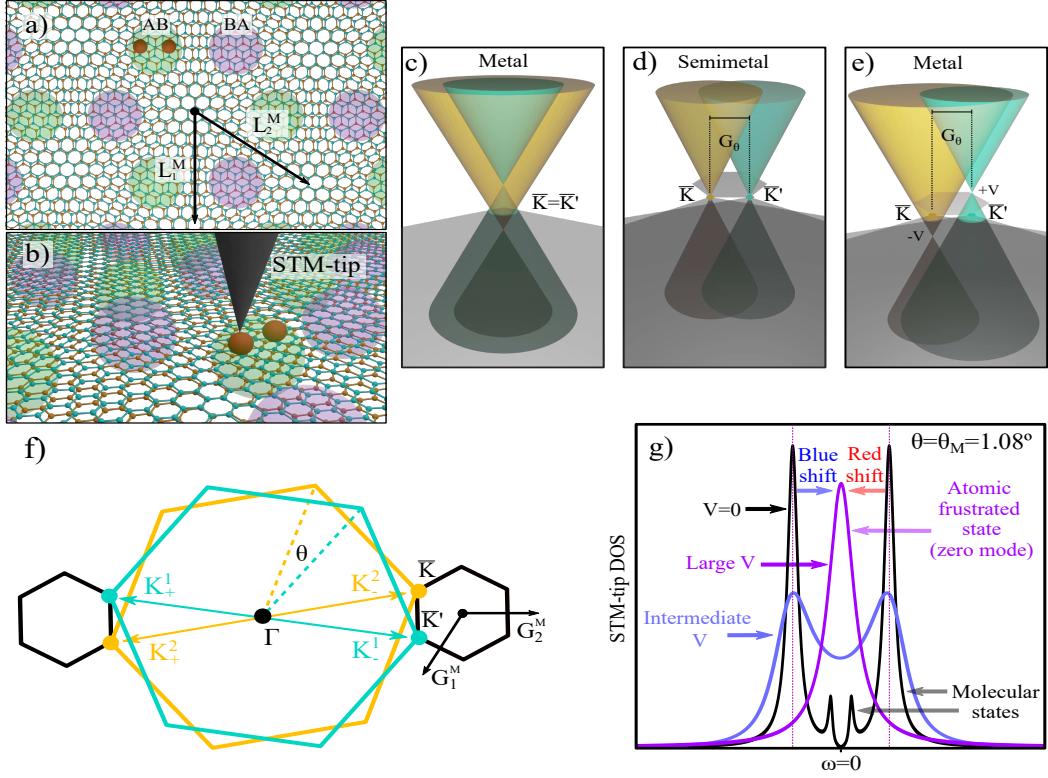 a)
AB
BA
L₂ᴹ
L₁ᴹ
b)
STM-tip
c)
Metal
K̅=K̅'
d)
Semimetal
G_θ
K̅
K̅'
e)
Metal
G_θ
+V
K̅
K̅'
-V
f)
θ
K₊¹
K₋²
K̅
Γ
K̅'
G₂ᴹ
K₊²
K₋¹
G₁ᴹ
g)
θ=θ_M=1.08º
Blue
shift
Red
shift
V=0
Atomic
frustrated
state
(zero mode)
Large V
Intermediate
V
Molecular
states
STM-tip DOS
ω=0